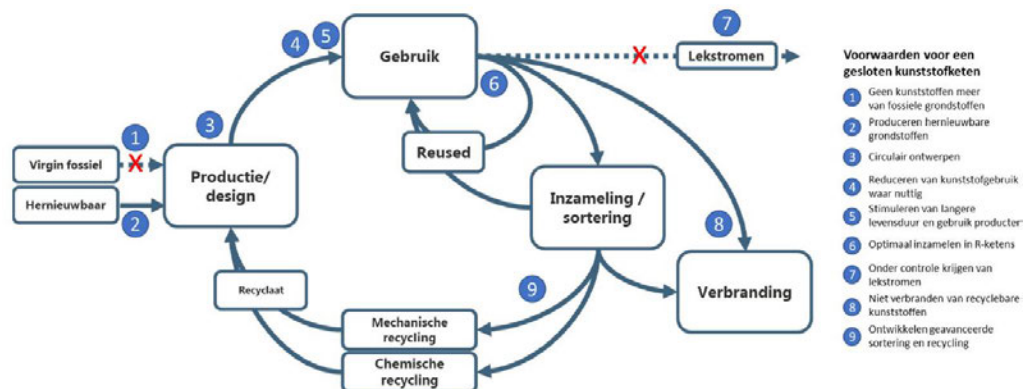 7
4
5
Gebruik
Lekstromen
6
Voorwaarden voor een
gesloten kunststofketen
1
Geen kunststoffen meer
van fossiele grondstoffen
2
Produceren hernieuwbare
grondstoffen
3
Circulair ontwerpen
4
Reduceren van kunststofgebruik
waar nuttig
5
Stimuleren van langere
levensduur en gebruik producten
6
Optimaal inzamelen in R-ketens
7
Onder controle krijgen van
lekstromen
8
Niet verbranden van recyclebare
kunststoffen
9
Ontwikkelen geavanceerde
sortering en recycling
3
1
Virgin fossiel
X
X
Hernieuwbaar
2
Productie/
design
Reused
Inzameling /
sortering
8
Verbranding
Recyclaat
9
Mechanische
recycling
Chemische
recycling